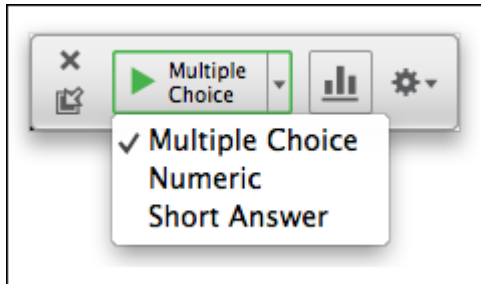 Multiple
Choice
Multiple Choice
Numeric
Short Answer